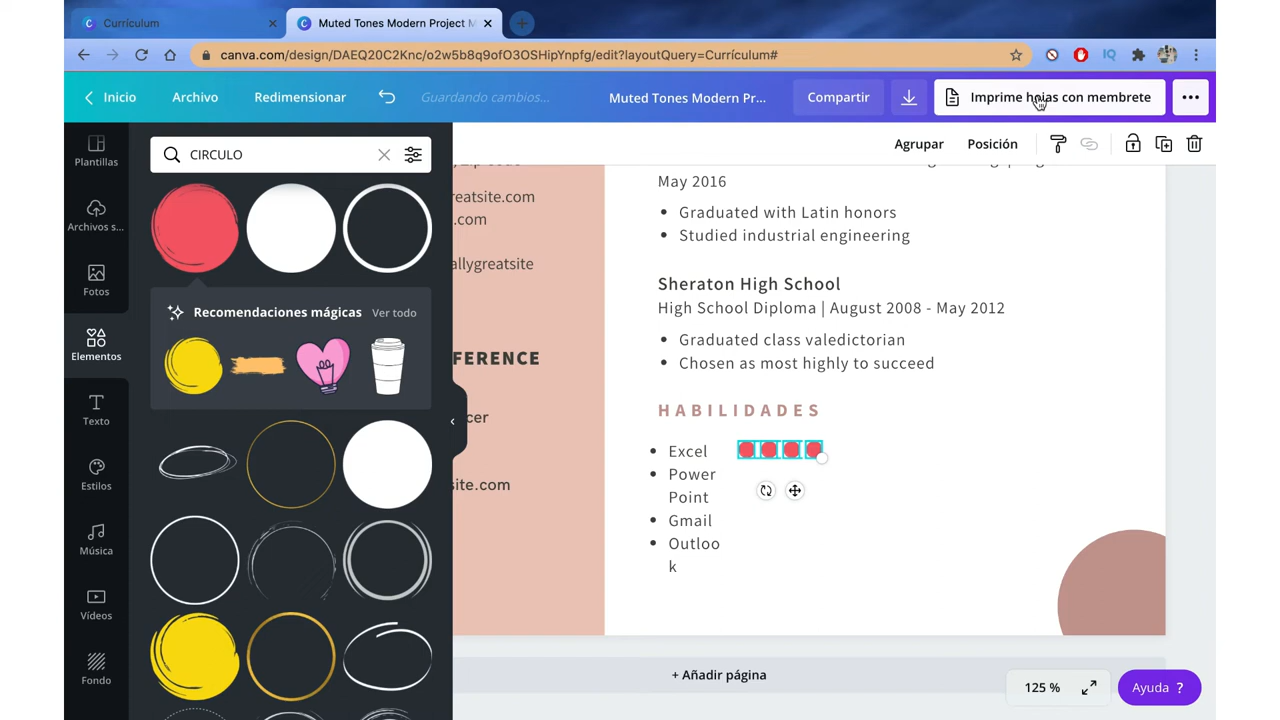 Currículum
Muted Tones Modern Project M
canva.com/design/DAEQ20C2Knc/o2w5b8q9ofO3OSHipYnpfg/edit?layoutQuery=Currículum#
IQ
Inicio
Archivo
Redimensionar
Guardando cambios...
Muted Tones Modern Pr...
Compartir
Imprime hojas con membrete
Plantillas
Archivos s...
Fotos
Elementos
Texto
Estilos
Música
Vídeos
Fondo
CIRCULO
Recomendaciones mágicas
Ver todo
Agrupar
Posición
reatsite.com
.com
allygreatsite
FERENCE
cer
site.com
May 2016
• Graduated with Latin honors
• Studied industrial engineering
Sheraton High School
High School Diploma | August 2008 - May 2012
• Graduated class valedictorian
• Chosen as most highly to succeed
HABILIDADES
• Excel
• Power
Point
• Gmail
• Outloo
k
+ Añadir página
125 %
Ayuda ?